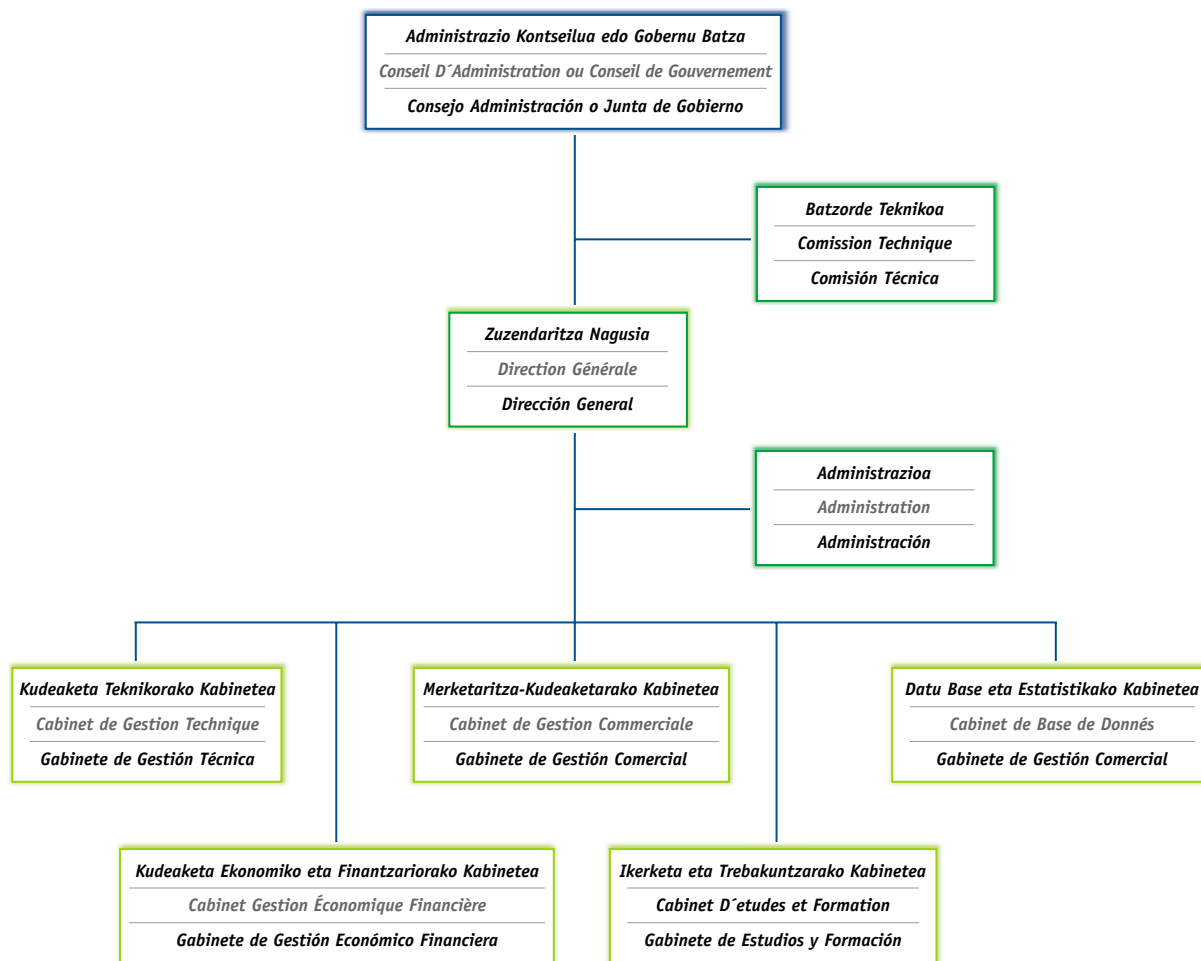 Administrazio Kontseilua edo Gobernu Batza
Conseil D´Administration ou Conseil de Gouvernement
Consejo Administración o Junta de Gobierno
Batzorde Teknikoa
Comission Technique
Comisión Técnica
Zuzendaritza Nagusia
Direction Générale
Dirección General
Administrazioa
Administration
Administración
Kudeaketa Teknikorako Kabinetea
Cabinet de Gestion Technique
Gabinete de Gestión Técnica
Merketaritza-Kudeaketarako Kabinetea
Cabinet de Gestion Commerciale
Gabinete de Gestión Comercial
Datu Base eta Estatistikako Kabinetea
Cabinet de Base de Donnés
Gabinete de Gestión Comercial
Kudeaketa Ekonomiko eta Finantzariorako Kabinetea
Cabinet Gestion Économique Financière
Gabinete de Gestión Económico Financiera
Ikerketa eta Trebakuntzarako Kabinetea
Cabinet D´etudes et Formation
Gabinete de Estudios y Formación